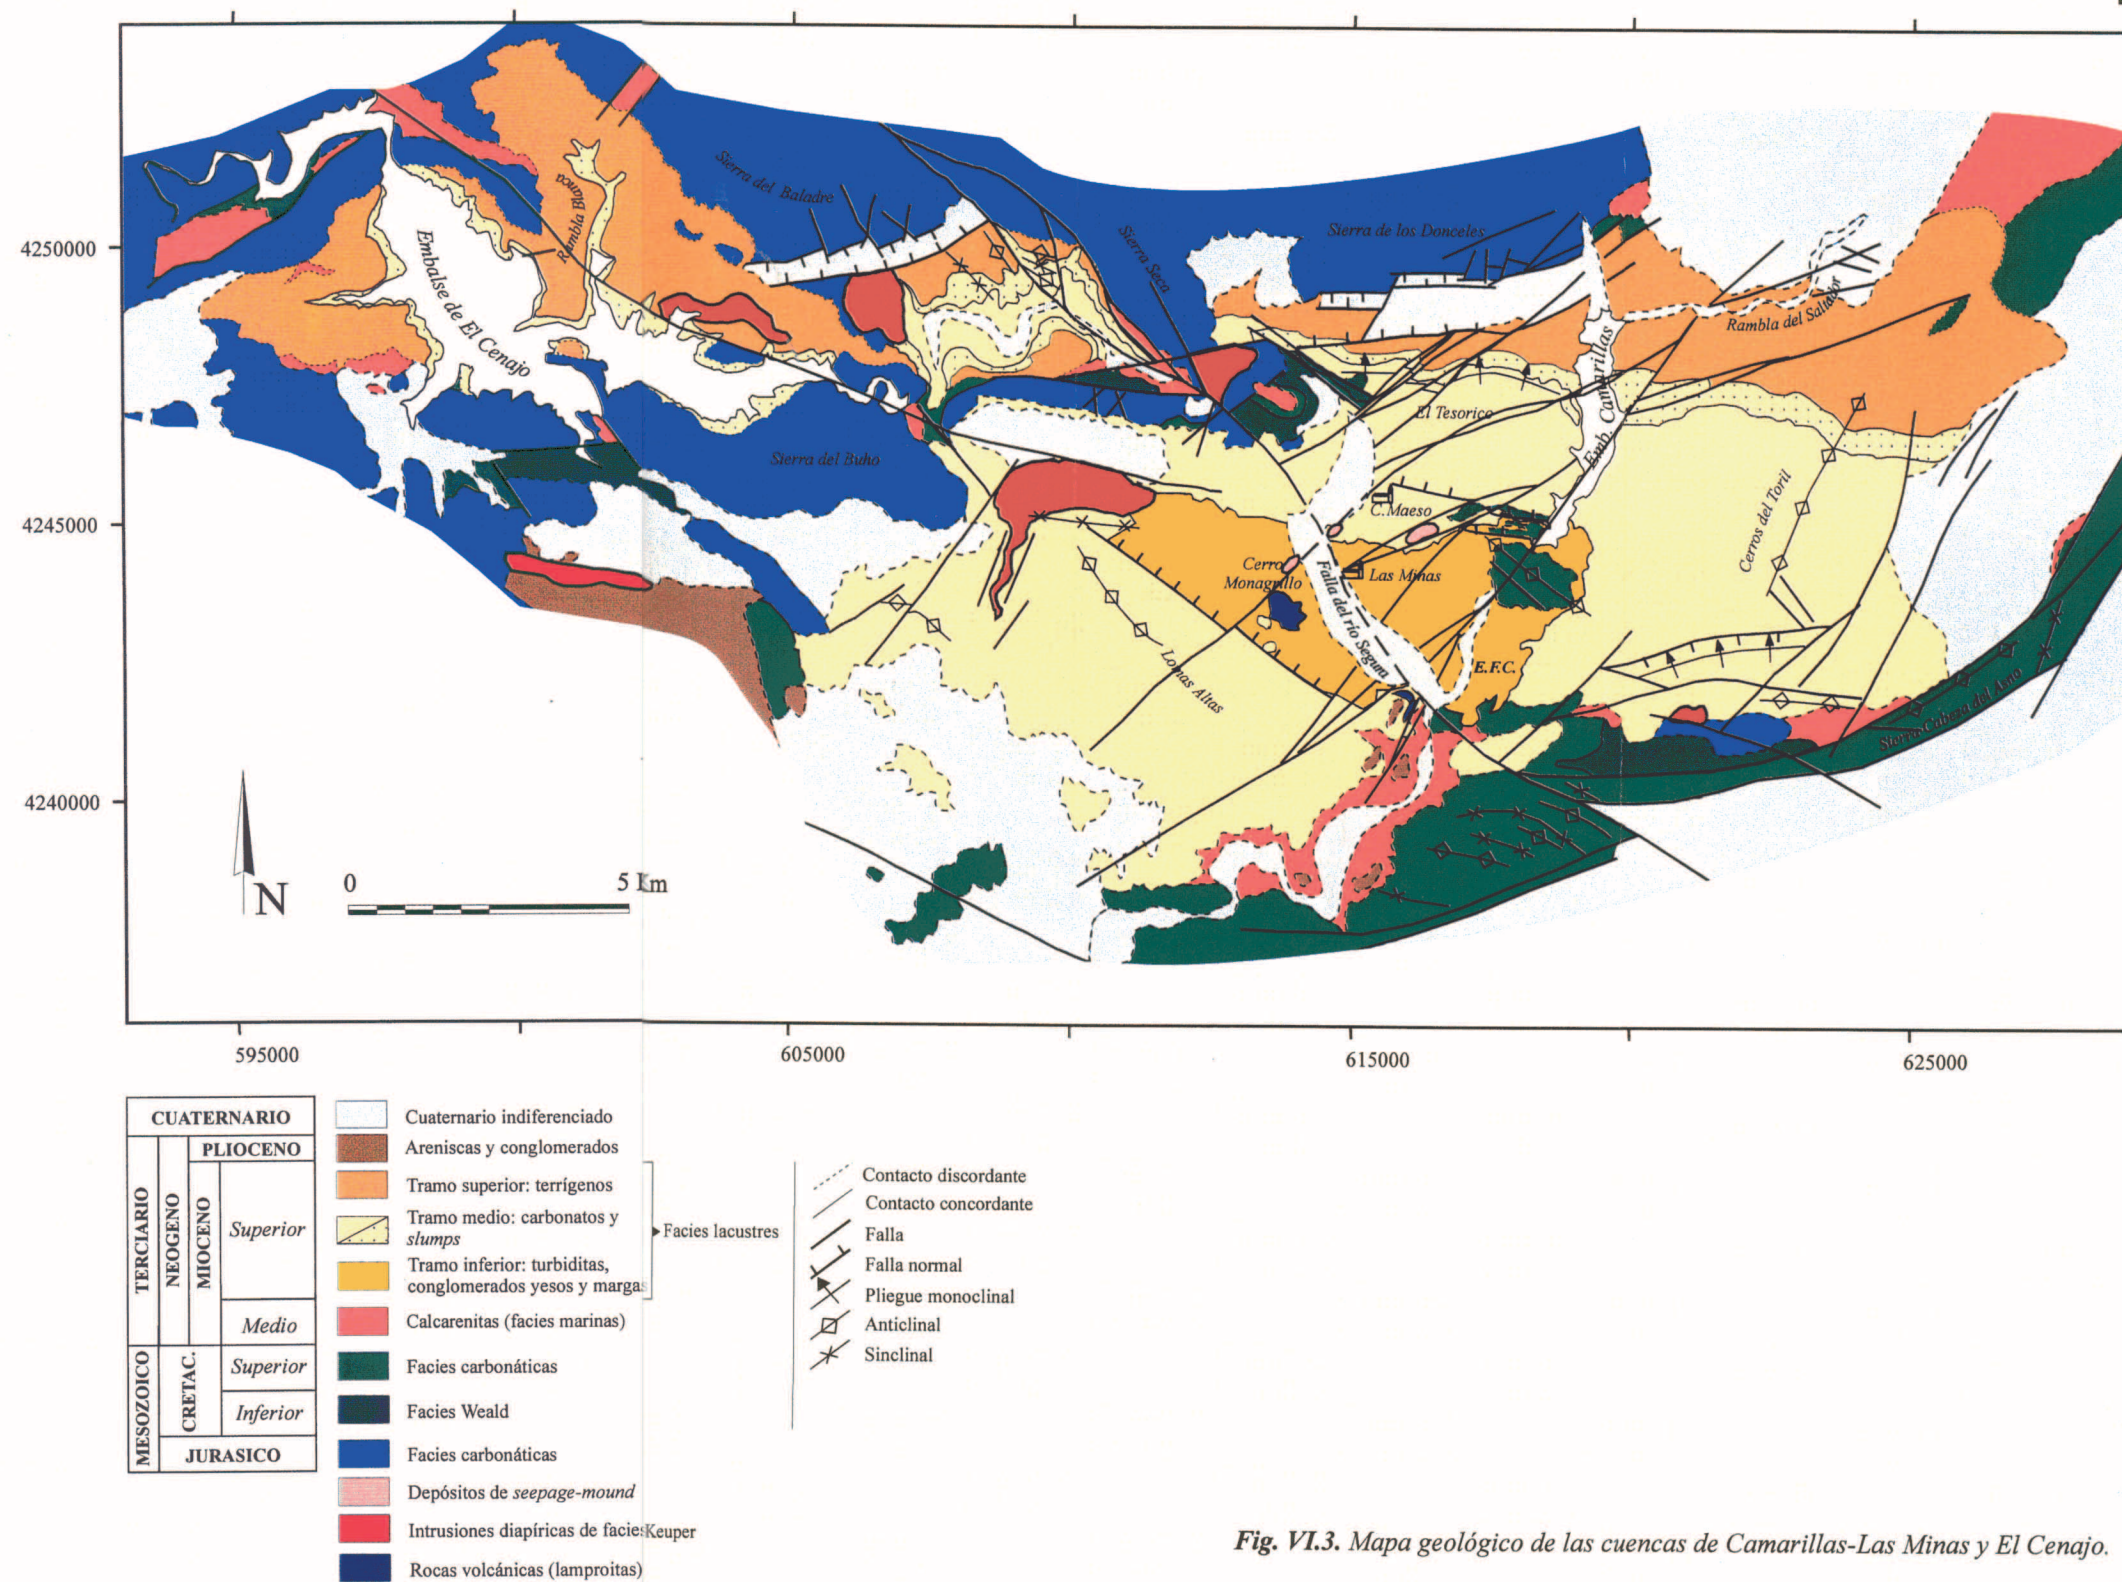 Sierra del Baladre
Rambla Blanca
Embalse de El Cenajo
Sierra Seca
Sierra de los Donceles
Rambla del Saltador
Emb. Camarillas
El Tesorico
Sierra del Buho
C.Maeso
Cerros del Toril
Cerro
Monagrillo
Las Minas
Falla del río Segura
Lomas Altas
E.F.C.
Sierra Cabeza del Asno
4250000
4245000
4240000
N
0
5 Km
595000
605000
615000
625000
CUATERNARIO
TERCIARIO
NEOGENO
PLIOCENO
MIOCENO
Superior
Medio
MESOZOICO
CRETAC.
Superior
Inferior
JURASICO
Cuaternario indiferenciado
Areniscas y conglomerados
Tramo superior: terrígenos
Tramo medio: carbonatos y
slumps
Tramo inferior: turbiditas,
conglomerados yesos y margas
Facies lacustres
Calcarenitas (facies marinas)
Facies carbonáticas
Facies Weald
Facies carbonáticas
Depósitos de seepage-mound
Intrusiones diapíricas de facies Keuper
Rocas volcánicas (lamproitas)
Contacto discordante
Contacto concordante
Falla
Falla normal
Pliegue monoclinal
Anticlinal
Sinclinal
Fig. VI.3. Mapa geológico de las cuencas de Camarillas-Las Minas y El Cenajo.